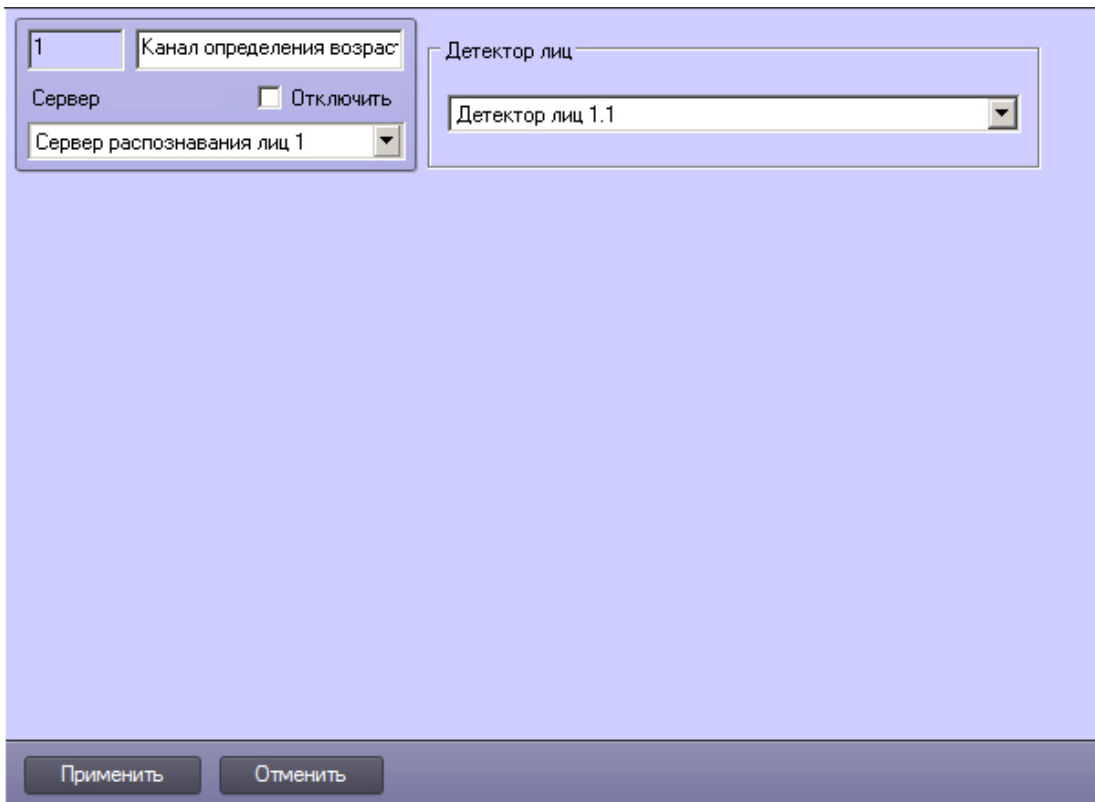 1
Канал определения возраст
Сервер
Отключить
Сервер распознавания лиц 1
Детектор лиц
Детектор лиц 1.1
Применить
Отменить